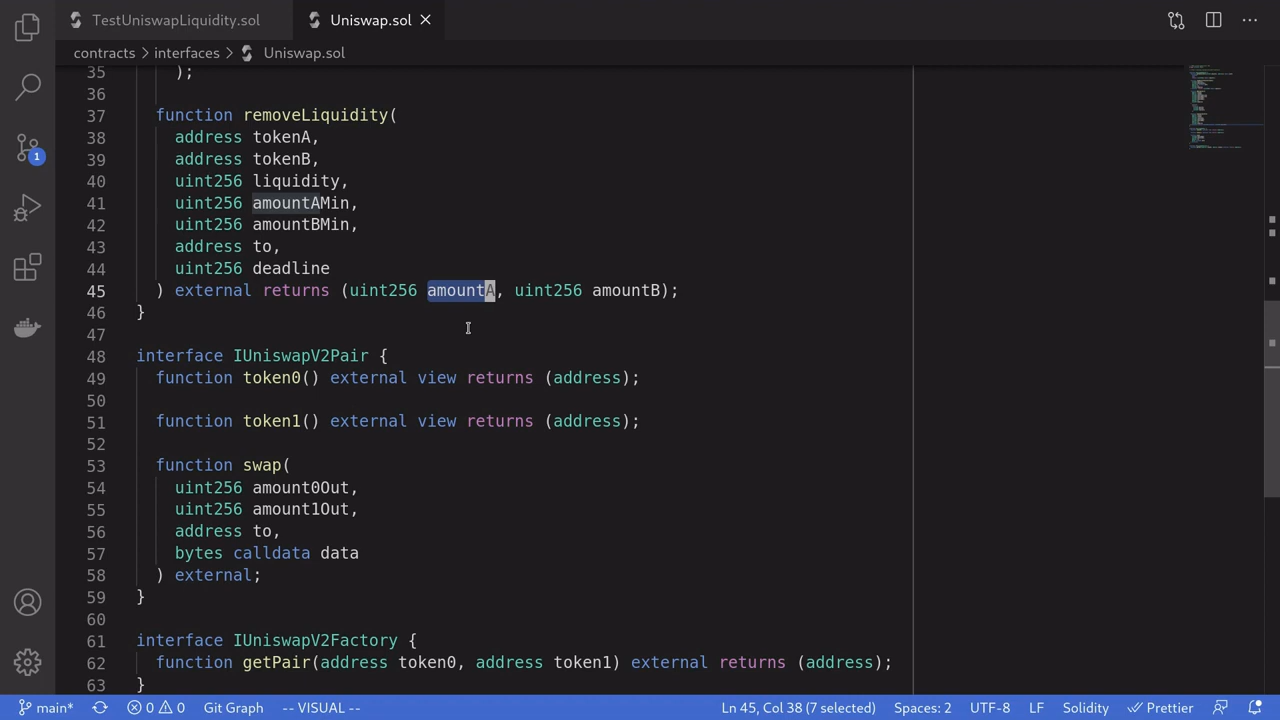 TestUniswapLiquidity.sol
Uniswap.sol
contracts > interfaces > Uniswap.sol
35 );
36
37 function removeLiquidity(
38 address tokenA,
39 address tokenB,
40 uint256 liquidity,
41 uint256 amountAMin,
42 uint256 amountBMin,
43 address to,
44 uint256 deadline
45 ) external returns (uint256 amountA, uint256 amountB);
46 }
47
48 interface IUniswapV2Pair {
49 function token0() external view returns (address);
50
51 function token1() external view returns (address);
52
53 function swap(
54 uint256 amount0Out,
55 uint256 amount1Out,
56 address to,
57 bytes calldata data
58 ) external;
59 }
60
61 interface IUniswapV2Factory {
62 function getPair(address token0, address token1) external returns (address);
63 }
1
main* 0 0 Git Graph -- VISUAL -- Ln 45, Col 38 (7 selected) Spaces: 2 UTF-8 LF Solidity Prettier